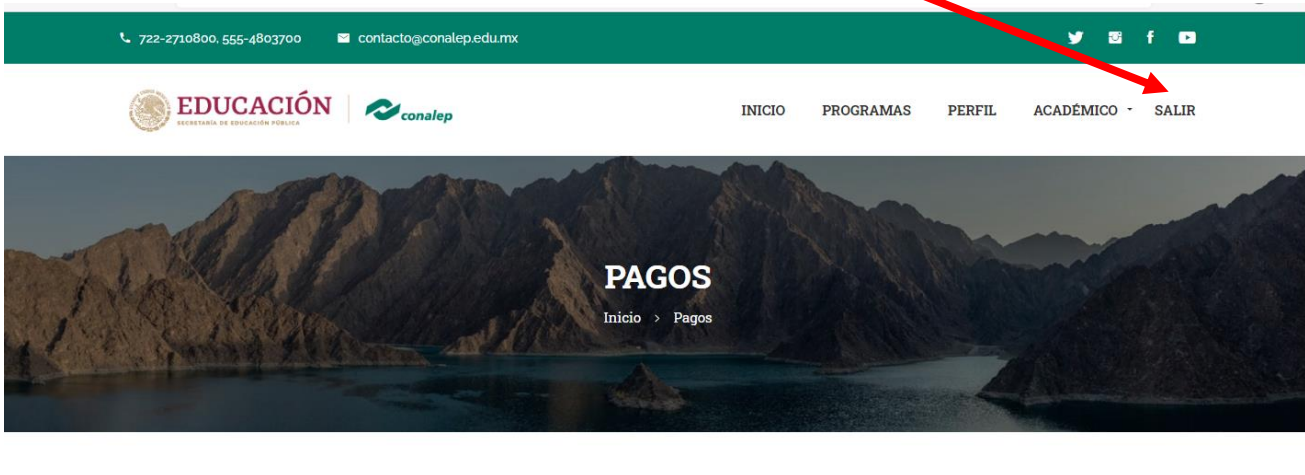 722-2710800, 555-4803700 contacto@conalep.edu.mx
EDUCACIÓN
SECRETARÍA DE EDUCACIÓN PÚBLICA
conalep
INICIO PROGRAMAS PERFIL ACADÉMICO SALIR
PAGOS
Inicio > Pagos